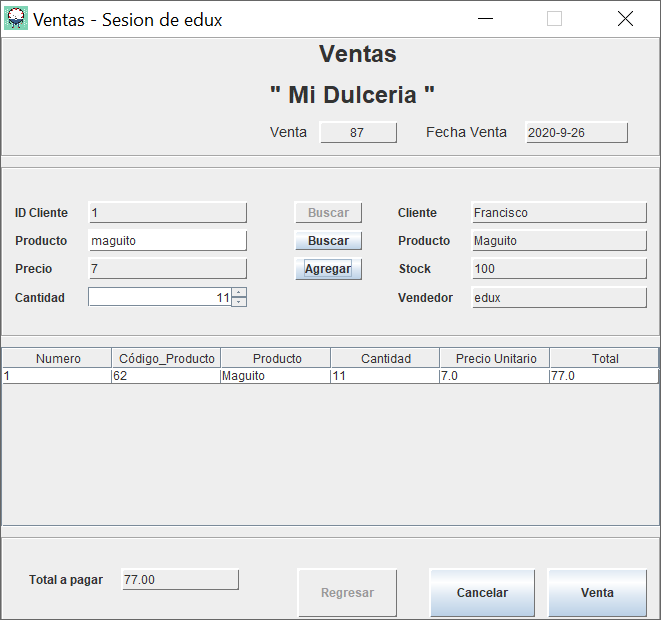 Ventas - Sesion de edux
Ventas
" Mi Dulceria "
Venta 87 Fecha Venta 2020-9-26
ID Cliente 1 Buscar Cliente Francisco
Producto maguito Buscar Producto Maguito
Precio 7 Agregar Stock 100
Cantidad 11 Vendedor edux
Numero Código_Producto Producto Cantidad Precio Unitario Total
1 62 Maguito 11 7.0 77.0
Total a pagar 77.00 Regresar Cancelar Venta